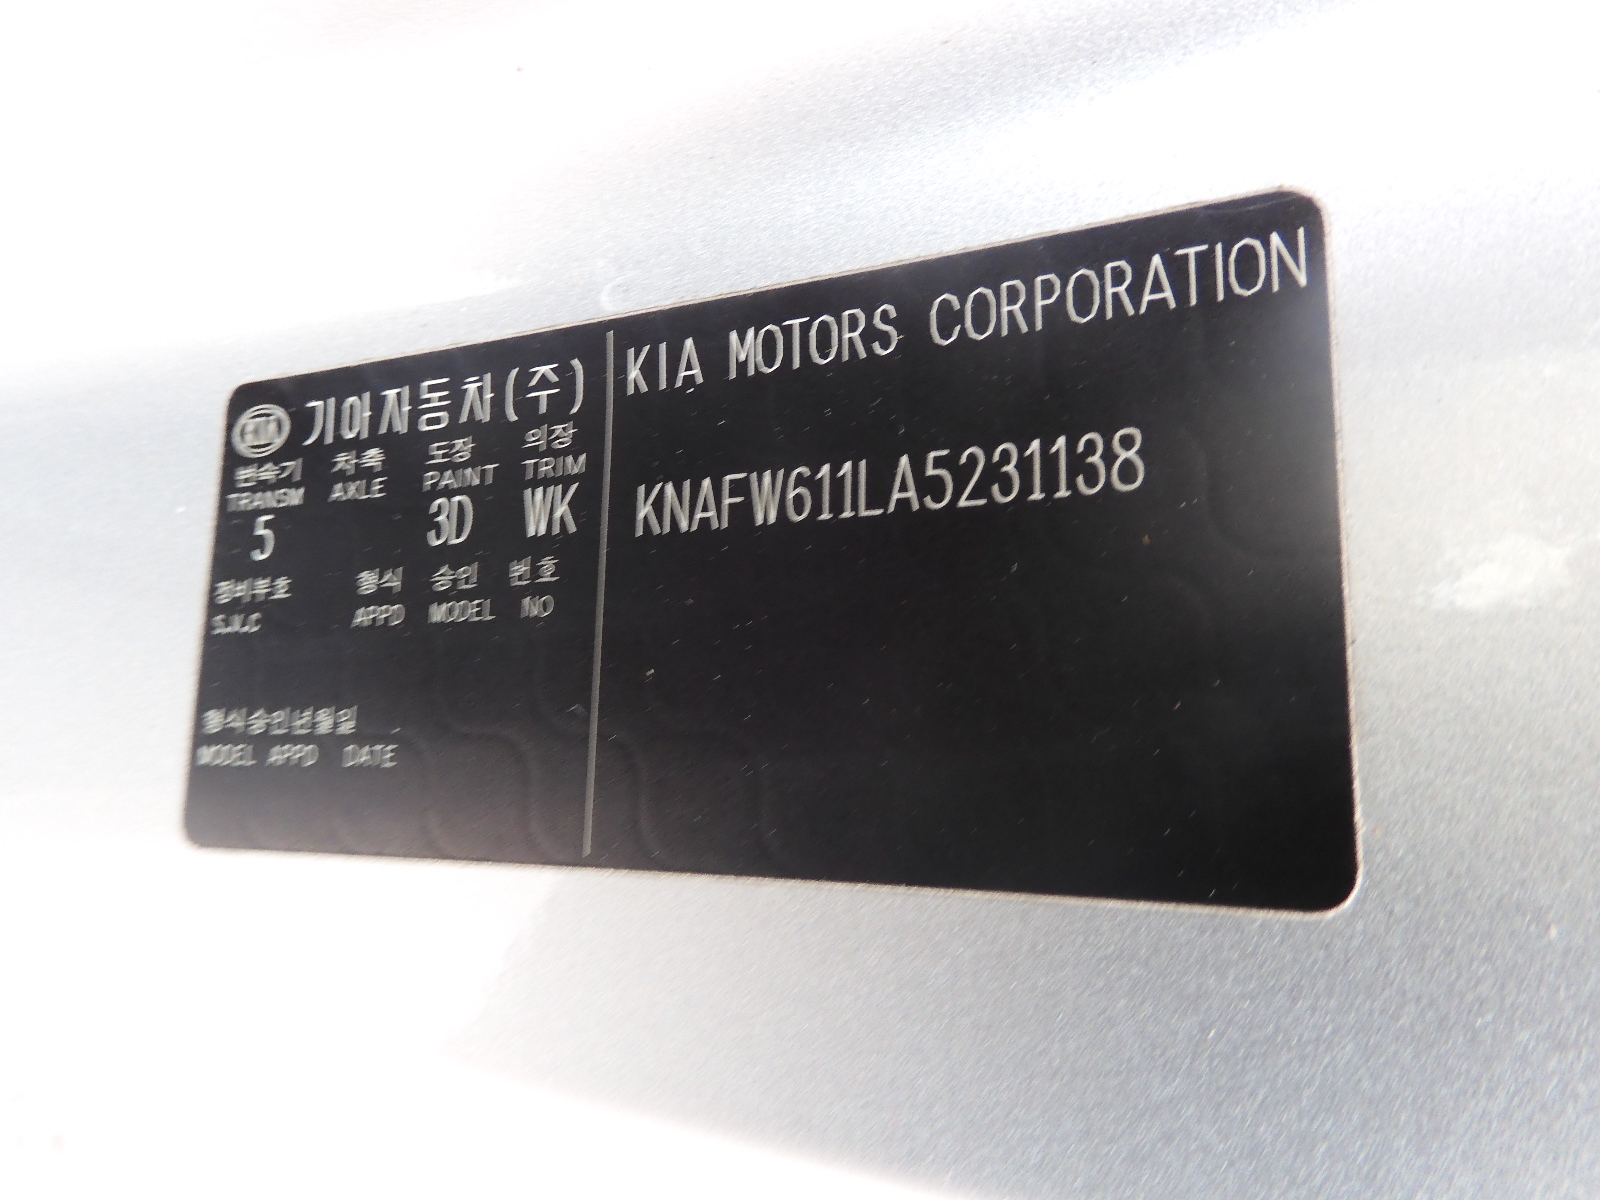 KIA 기아자동차(주)
변속기 차축 도장 의장
TRANSM AXLE PAINT TRIM
5 3D WK
정비부호 형식 승인 번호
S.V.C APPD MODEL NO
형식승인년월일
MODEL APPD DATE
KIA MOTORS CORPORATION
KNAFW611LA5231138